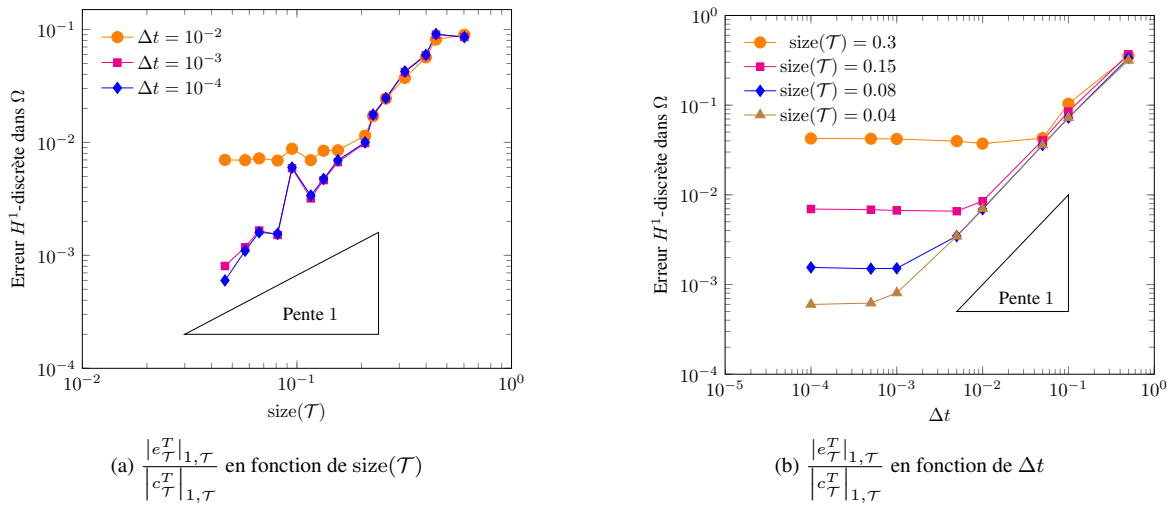 10^{-1}
10^{-2}
10^{-3}
10^{-4}
Erreur H^1-discrète dans Ω
Δt = 10^{-2}
Δt = 10^{-3}
Δt = 10^{-4}
Pente 1
10^{-2}
10^{-1}
10^0
size(𝒯)
(a) |e_𝒯^T|_{1,𝒯} / |c_𝒯^T|_{1,𝒯} en fonction de size(𝒯)
10^0
10^{-1}
10^{-2}
10^{-3}
10^{-4}
Erreur H^1-discrète dans Ω
size(𝒯) = 0.3
size(𝒯) = 0.15
size(𝒯) = 0.08
size(𝒯) = 0.04
Pente 1
10^{-5}
10^{-4}
10^{-3}
10^{-2}
10^{-1}
10^0
Δt
(b) |e_𝒯^T|_{1,𝒯} / |c_𝒯^T|_{1,𝒯} en fonction de Δt